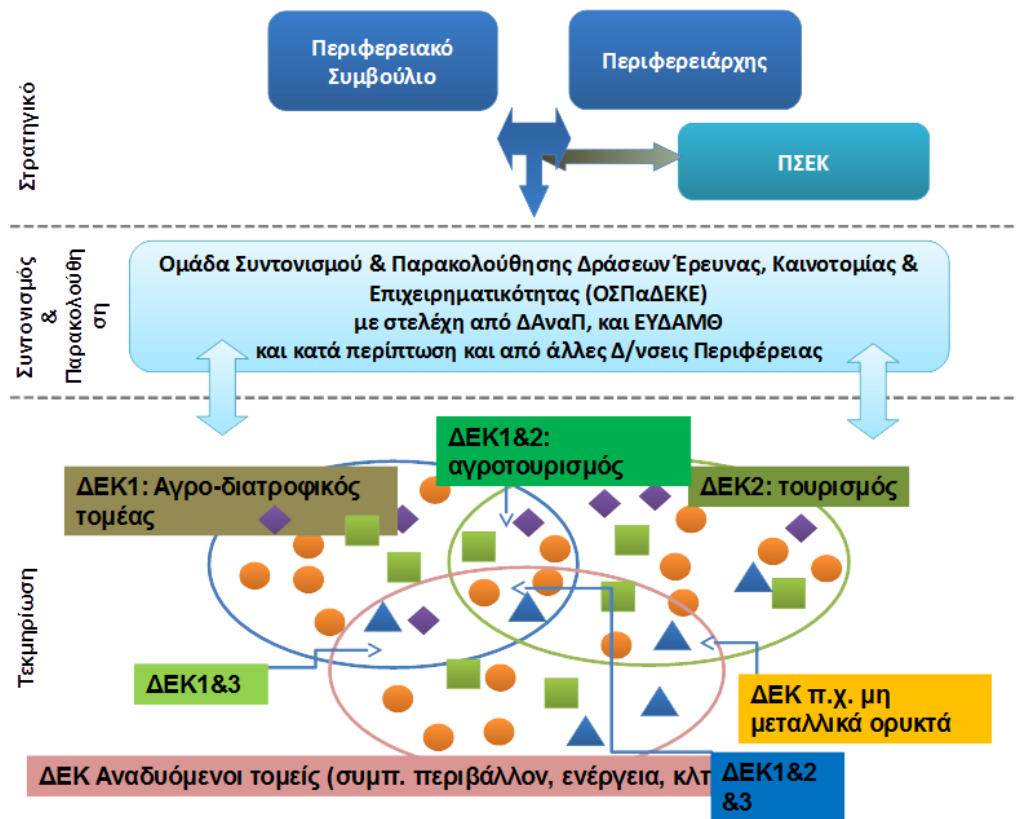 Περιφερειακό
Συμβούλιο
Περιφερειάρχης
ΠΣΕΚ
Στρατηγικό
Συντονισμός
&
Παρακολούθη
ση
Ομάδα Συντονισμού & Παρακολούθησης Δράσεων Έρευνας, Καινοτομίας &
Επιχειρηματικότητας (ΟΣΠαΔΕΚΕ)
με στελέχη από ΔΑναΠ, και ΕΥΔΑΜΘ
και κατά περίπτωση και από άλλες Δ/νσεις Περιφέρειας
Τεκμηρίωση
ΔΕΚ1&2:
αγροτουρισμός
ΔΕΚ1: Αγρο-διατροφικός
τομέας
ΔΕΚ2: τουρισμός
ΔΕΚ1&3
ΔΕΚ π.χ. μη
μεταλλικά ορυκτά
ΔΕΚ Αναδυόμενοι τομείς (συμπ. περιβάλλον, ενέργεια, κλπ
ΔΕΚ1&2
&3